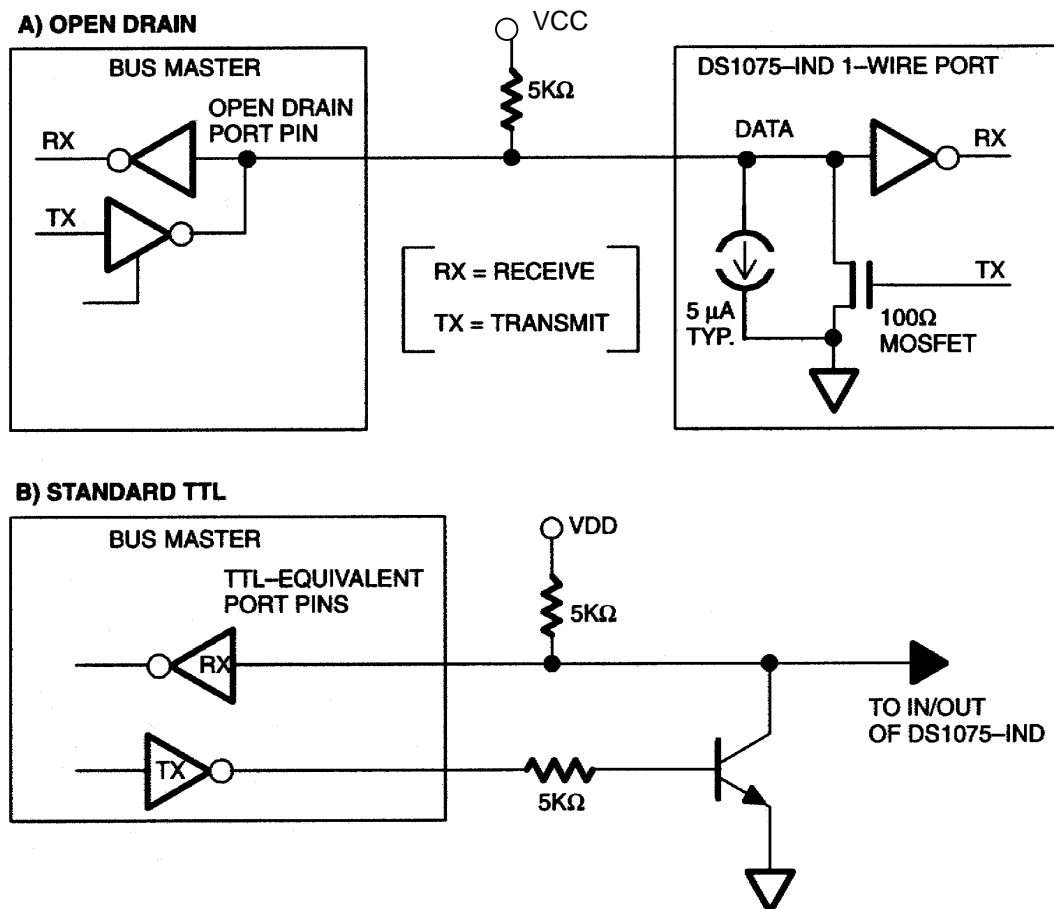 A) OPEN DRAIN
VCC
BUS MASTER
5KΩ
DS1075–IND 1–WIRE PORT
OPEN DRAIN
PORT PIN
RX
DATA
RX
TX
RX = RECEIVE
TX = TRANSMIT
TX
5 µA
TYP.
100Ω
MOSFET
B) STANDARD TTL
BUS MASTER
VDD
TTL–EQUIVALENT
PORT PINS
5KΩ
RX
TO IN/OUT
OF DS1075–IND
TX
5KΩ